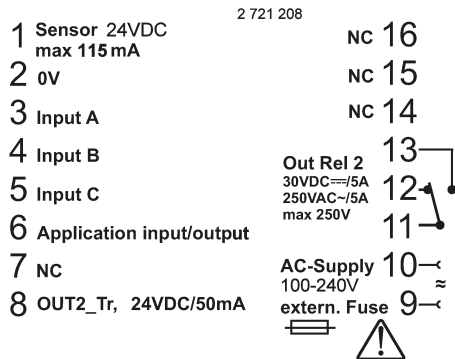 2 721 208
1 Sensor 24VDC
max 115 mA
2 0V
3 Input A
4 Input B
5 Input C
6 Application input/output
7 NC
8 OUT2_Tr, 24VDC/50mA
NC 16
NC 15
NC 14
13
Out Rel 2
30VDC⎓/5A 12
250VAC~/5A
max 250V 11
AC-Supply 10
100-240V ≈
extern. Fuse 9